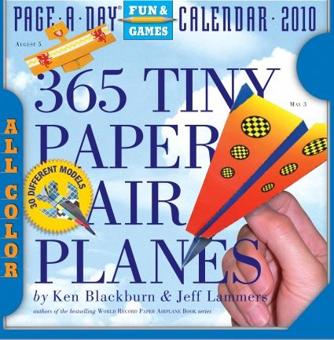 PAGE·A·DAY® FUN & GAMES CALENDAR·2010
AUGUST 5
365 TINY
MAY 3
PAPER
AIR
PLANES
ALL COLOR
30 DIFFERENT MODELS
by Ken Blackburn & Jeff Lammers
authors of the bestselling WORLD RECORD PAPER AIRPLANE BOOK series